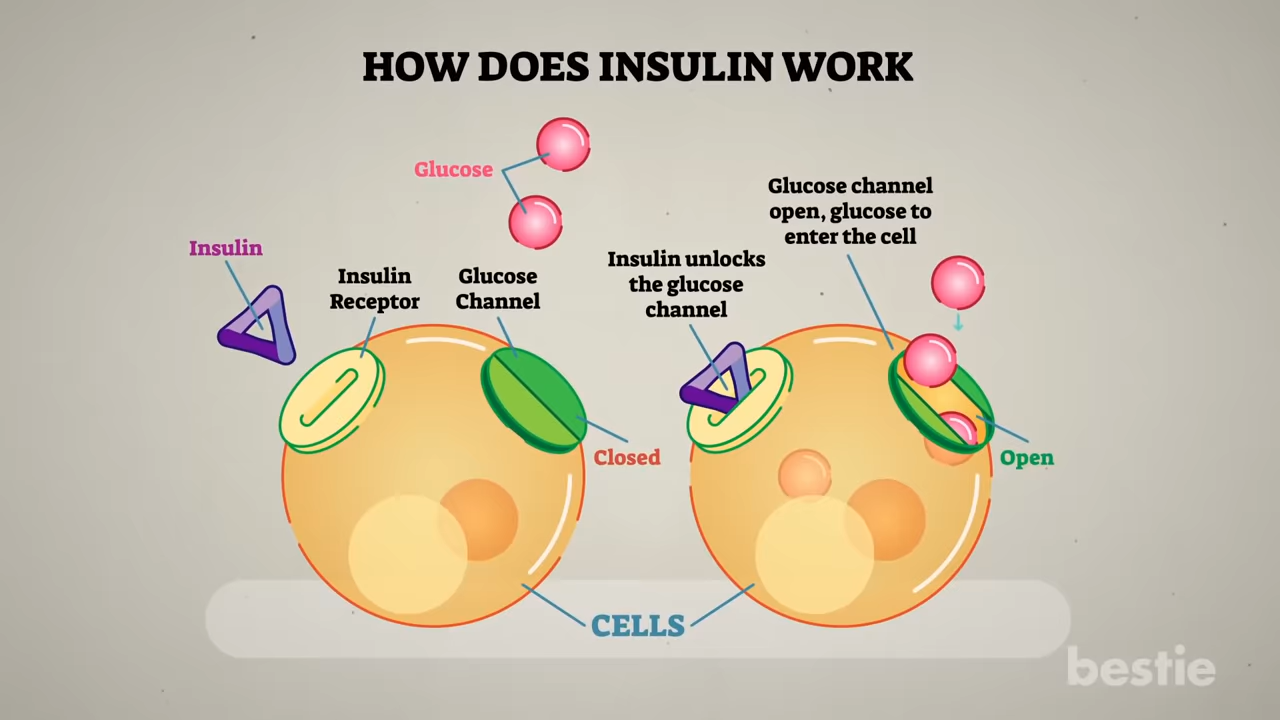 HOW DOES INSULIN WORK
Glucose
Insulin
Insulin
Receptor
Glucose
Channel
Closed
Insulin unlocks
the glucose
channel
Glucose channel
open, glucose to
enter the cell
Open
CELLS
bestie